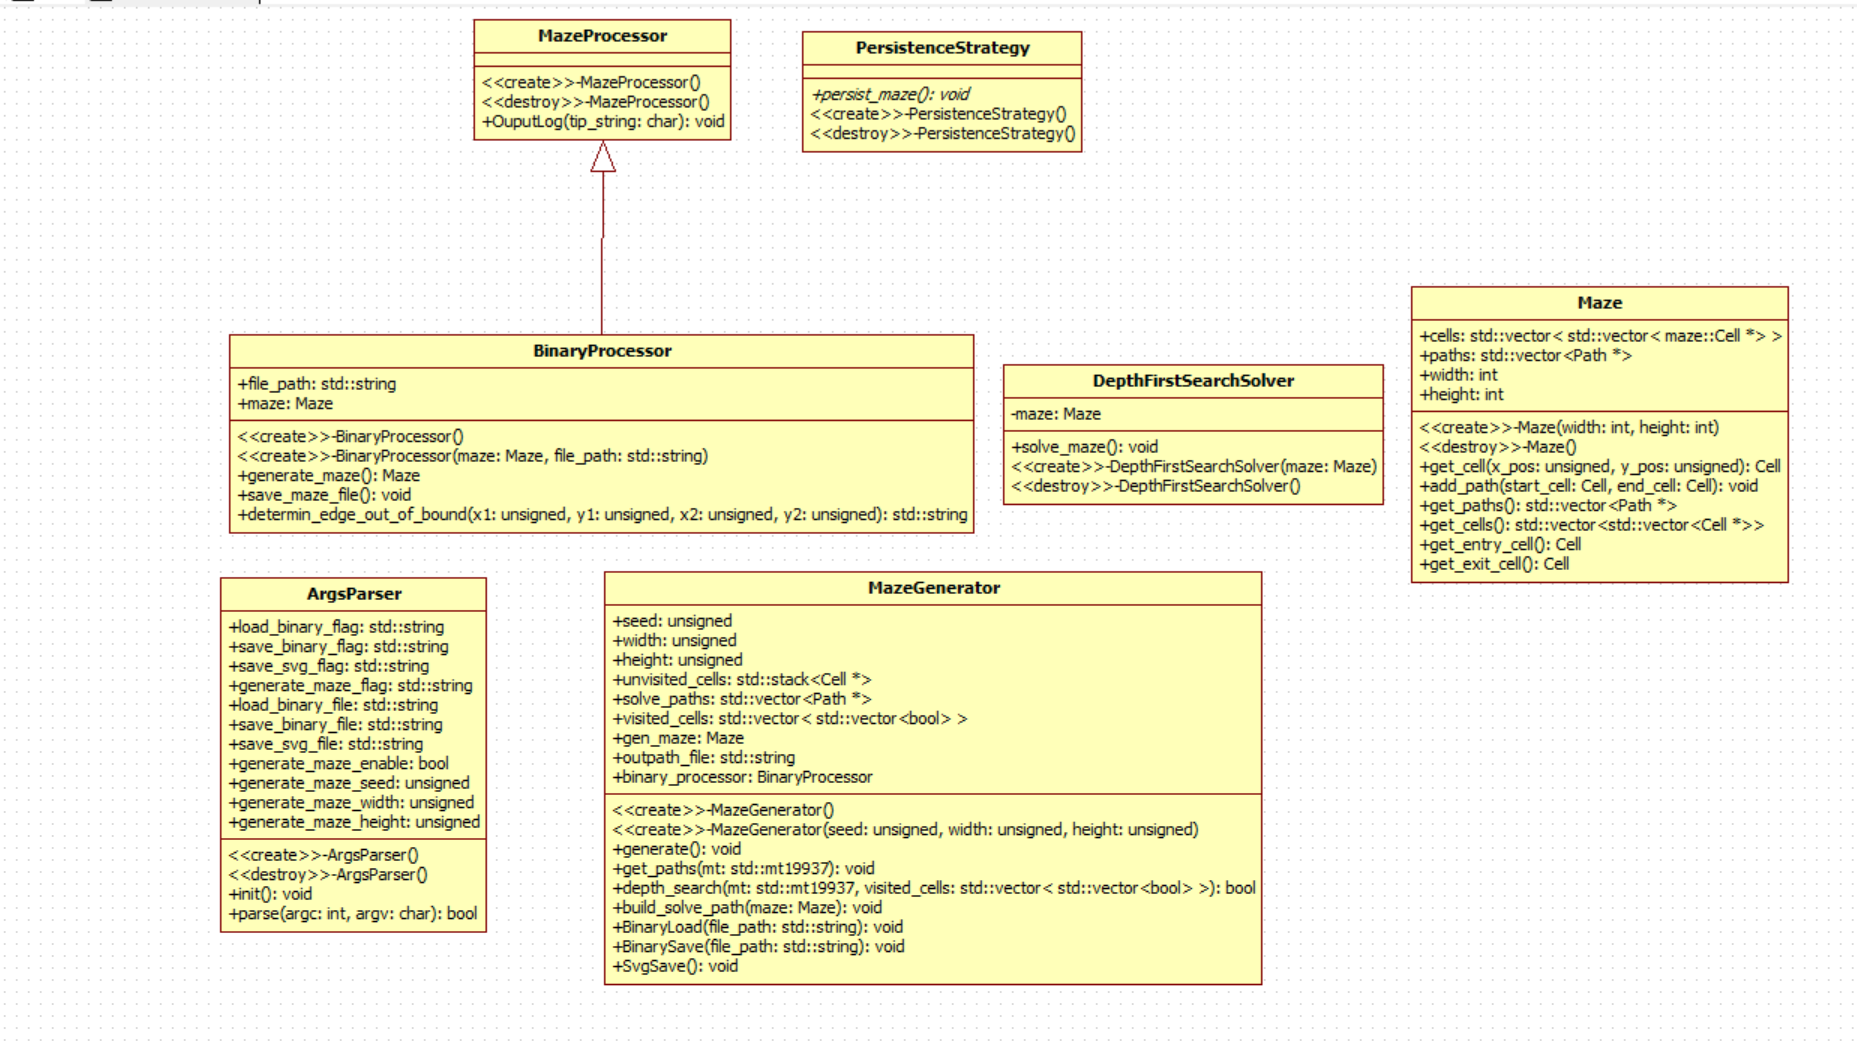 MazeProcessor
<<create>>-MazeProcessor()
<<destroy>>-MazeProcessor()
+OuputLog(tip_string: char): void
PersistenceStrategy
+persist_maze(): void
<<create>>-PersistenceStrategy()
<<destroy>>-PersistenceStrategy()
BinaryProcessor
+file_path: std::string
+maze: Maze
<<create>>-BinaryProcessor()
<<create>>-BinaryProcessor(maze: Maze, file_path: std::string)
+generate_maze(): Maze
+save_maze_file(): void
+determin_edge_out_of_bound(x1: unsigned, y1: unsigned, x2: unsigned, y2: unsigned): std::string
DepthFirstSearchSolver
-maze: Maze
+solve_maze(): void
<<create>>-DepthFirstSearchSolver(maze: Maze)
<<destroy>>-DepthFirstSearchSolver()
Maze
+cells: std::vector< std::vector< maze::Cell *> >
+paths: std::vector<Path *>
+width: int
+height: int
<<create>>-Maze(width: int, height: int)
<<destroy>>-Maze()
+get_cell(x_pos: unsigned, y_pos: unsigned): Cell
+add_path(start_cell: Cell, end_cell: Cell): void
+get_paths(): std::vector<Path *>
+get_cells(): std::vector<std::vector<Cell *>>
+get_entry_cell(): Cell
+get_exit_cell(): Cell
ArgsParser
+load_binary_flag: std::string
+save_binary_flag: std::string
+save_svg_flag: std::string
+generate_maze_flag: std::string
+load_binary_file: std::string
+save_binary_file: std::string
+save_svg_file: std::string
+generate_maze_enable: bool
+generate_maze_seed: unsigned
+generate_maze_width: unsigned
+generate_maze_height: unsigned
<<create>>-ArgsParser()
<<destroy>>-ArgsParser()
+init(): void
+parse(argc: int, argv: char): bool
MazeGenerator
+seed: unsigned
+width: unsigned
+height: unsigned
+unvisited_cells: std::stack<Cell *>
+solve_paths: std::vector<Path *>
+visited_cells: std::vector< std::vector<bool> >
+gen_maze: Maze
+outpath_file: std::string
+binary_processor: BinaryProcessor
<<create>>-MazeGenerator()
<<create>>-MazeGenerator(seed: unsigned, width: unsigned, height: unsigned)
+generate(): void
+get_paths(mt: std::mt19937): void
+depth_search(mt: std::mt19937, visited_cells: std::vector< std::vector<bool> >): bool
+build_solve_path(maze: Maze): void
+BinaryLoad(file_path: std::string): void
+BinarySave(file_path: std::string): void
+SvgSave(): void